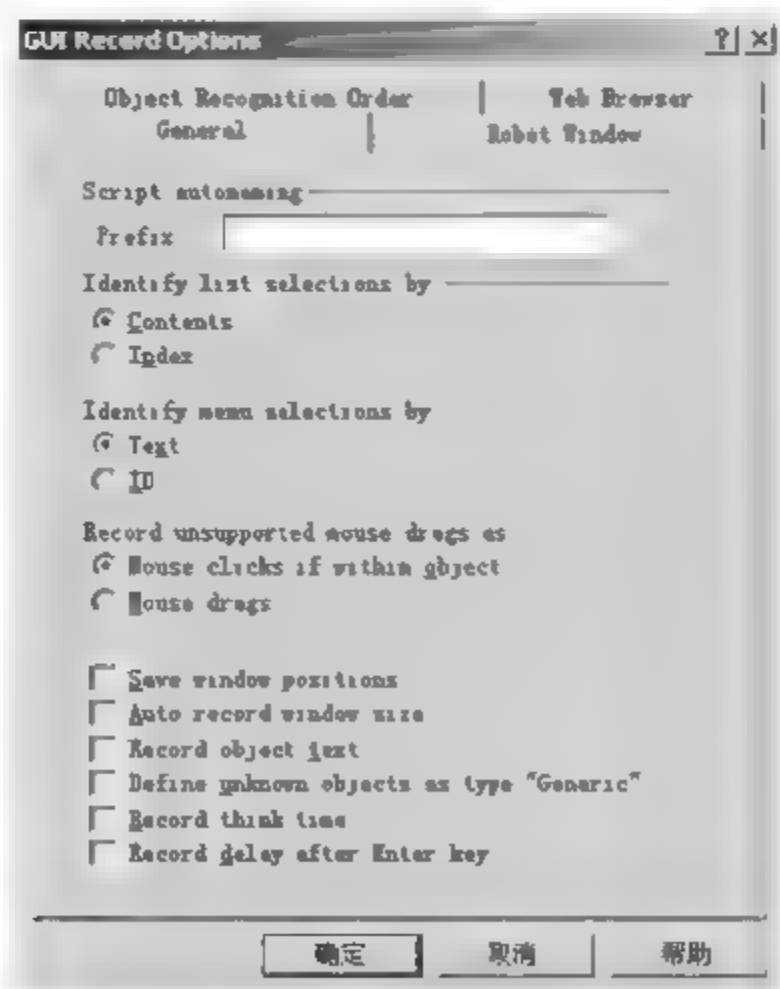 GUI Record Options
Object Recognition Order Web Browser
General Robot Window
Script autonaming
Prefix
Identify list selections by
Contents
Index
Identify menu selections by
Text
ID
Record unsupported mouse drags as
Mouse clicks if within object
Mouse drags
Save window positions
Auto record window size
Record object text
Define unknown objects as type "Generic"
Record think time
Record delay after Enter key
确定 取消 帮助